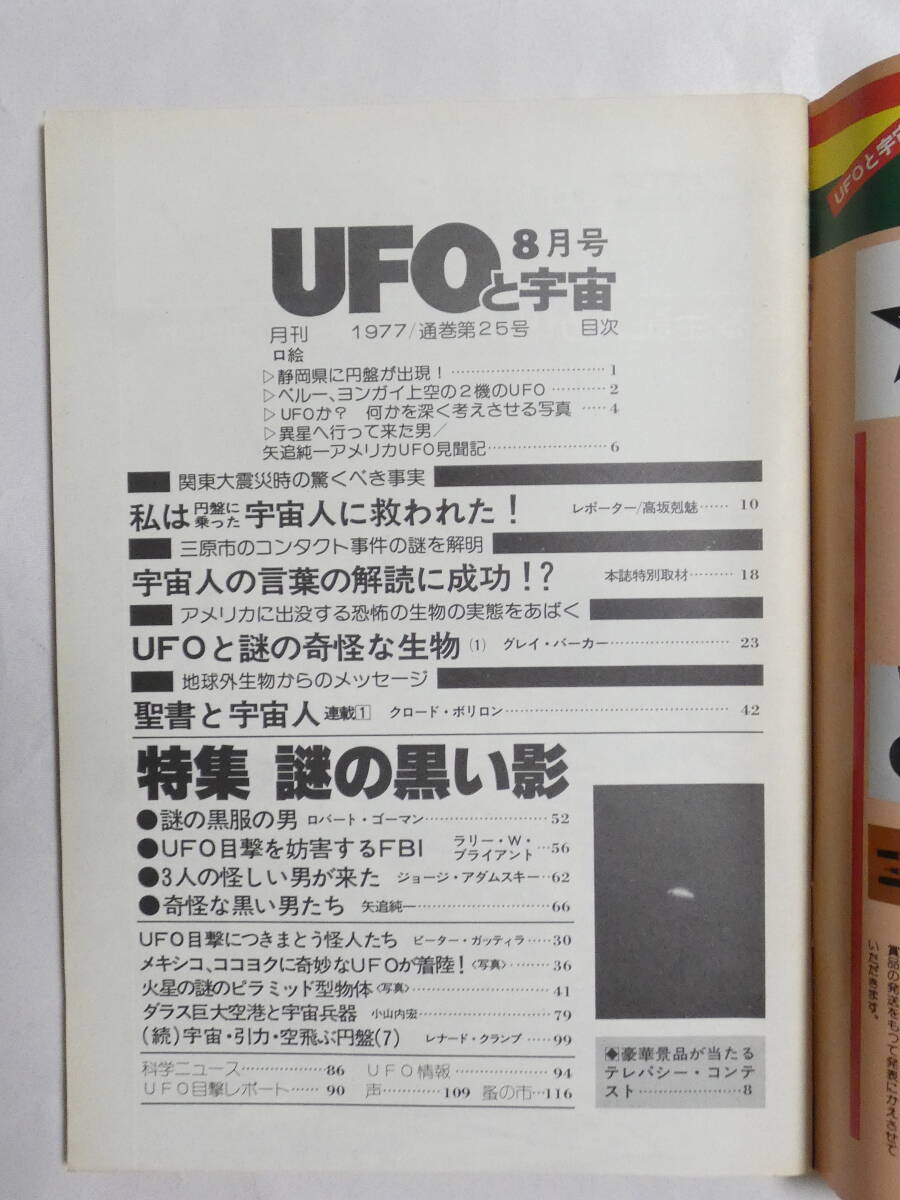 UFOと宇宙 8月号
月刊 1977/通巻第25号 目次
口絵
▷静岡県に円盤が出現！ 1
▷ペルー、ヨンガイ上空の2機のUFO 2
▷UFOか？ 何かを深く考えさせる写真 4
▷異星へ行って来た男／
矢追純一アメリカUFO見聞記 6
関東大震災時の驚くべき事実
私は円盤に乗った宇宙人に救われた！ レポーター/高坂剋魅 10
三原市のコンタクト事件の謎を解明
宇宙人の言葉の解読に成功！？ 本誌特別取材 18
アメリカに出没する恐怖の生物の実態をあばく
UFOと謎の奇怪な生物(1) グレイ・バーカー 23
地球外生物からのメッセージ
聖書と宇宙人 連載1 クロード・ボリロン 42
特集 謎の黒い影
●謎の黒服の男 ロバート・ゴーマン 52
●UFO目撃を妨害するFBI ラリー・W・ブライアント 56
●3人の怪しい男が来た ジョージ・アダムスキー 62
●奇怪な黒い男たち 矢追純一 66
UFO目撃につきまとう怪人たち ピーター・ガッティラ 30
メキシコ、ココヨクに奇妙なUFOが着陸！〈写真〉 36
火星の謎のピラミッド型物体〈写真〉 41
ダラス巨大空港と宇宙兵器 小山内宏 79
(続)宇宙・引力・空飛ぶ円盤(7) レナード・クランプ 99
科学ニュース 86 UFO情報 94
UFO目撃レポート 90 声 109 蚤の市 116
◆豪華景品が当たる
テレパシー・コンテ
スト 8
UFOと宇宙
賞品の発送をもって発表にかえさせて
いただきます。